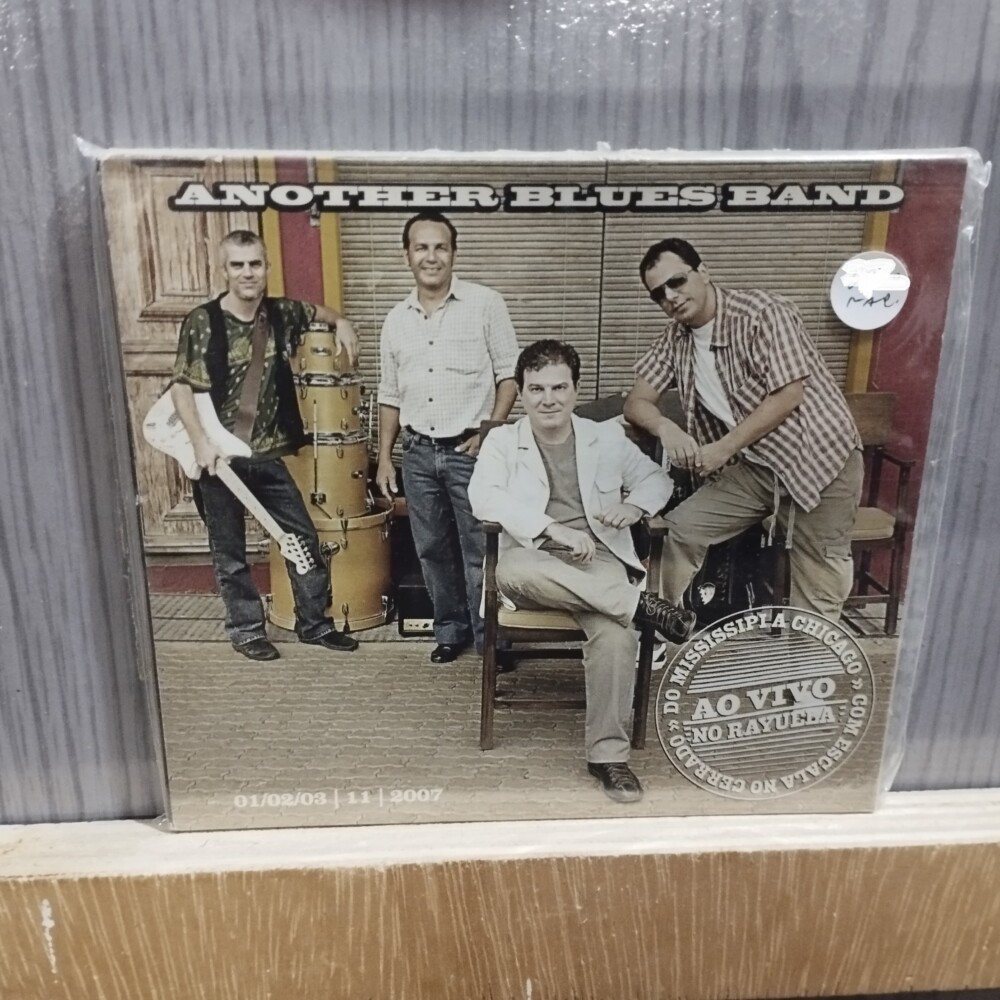 ANOTHER BLUES BAND
DO MISSISSIPI A CHICAGO » COM ESCALA NO CERRADO »
AO VIVO
NO RAYUELA
01/02/03 | 11 | 2007